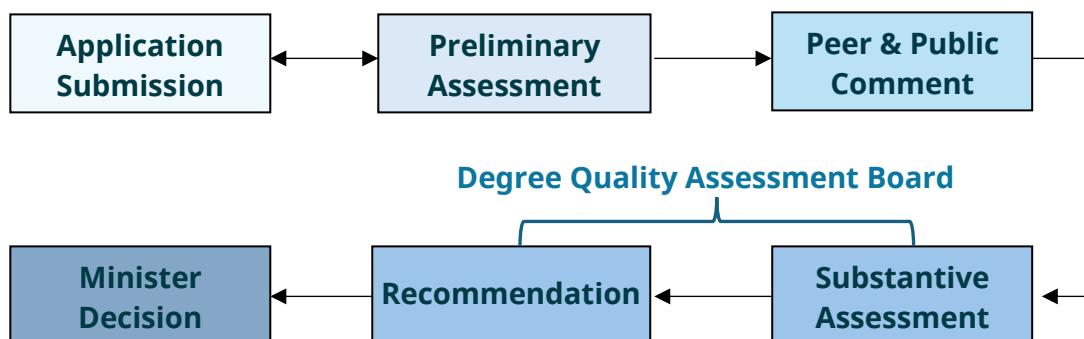 Application
Submission
Preliminary
Assessment
Peer & Public
Comment
Degree Quality Assessment Board
Minister
Decision
Recommendation
Substantive
Assessment